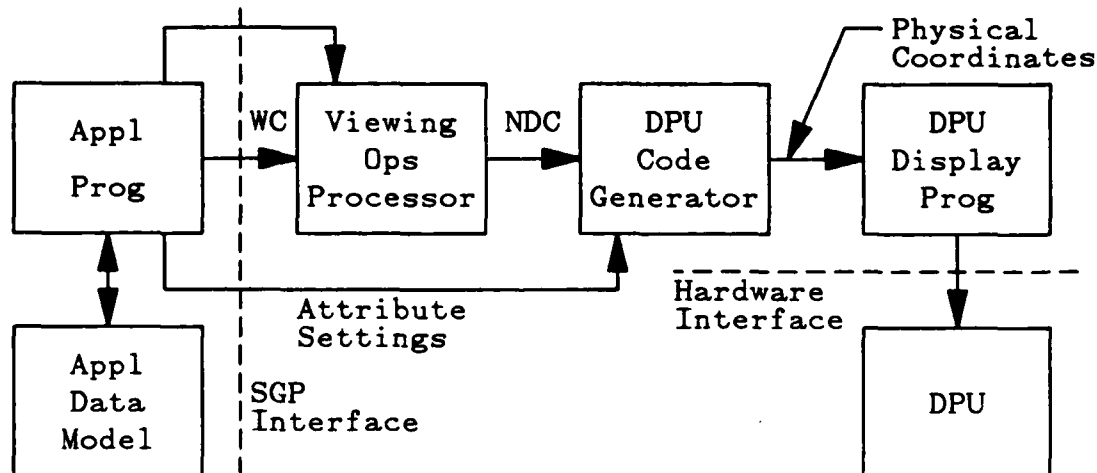 Physical
Coordinates
Appl
Prog
WC
Viewing
Ops
Processor
NDC
DPU
Code
Generator
DPU
Display
Prog
Attribute
Settings
Hardware
Interface
Appl
Data
Model
SGP
Interface
DPU